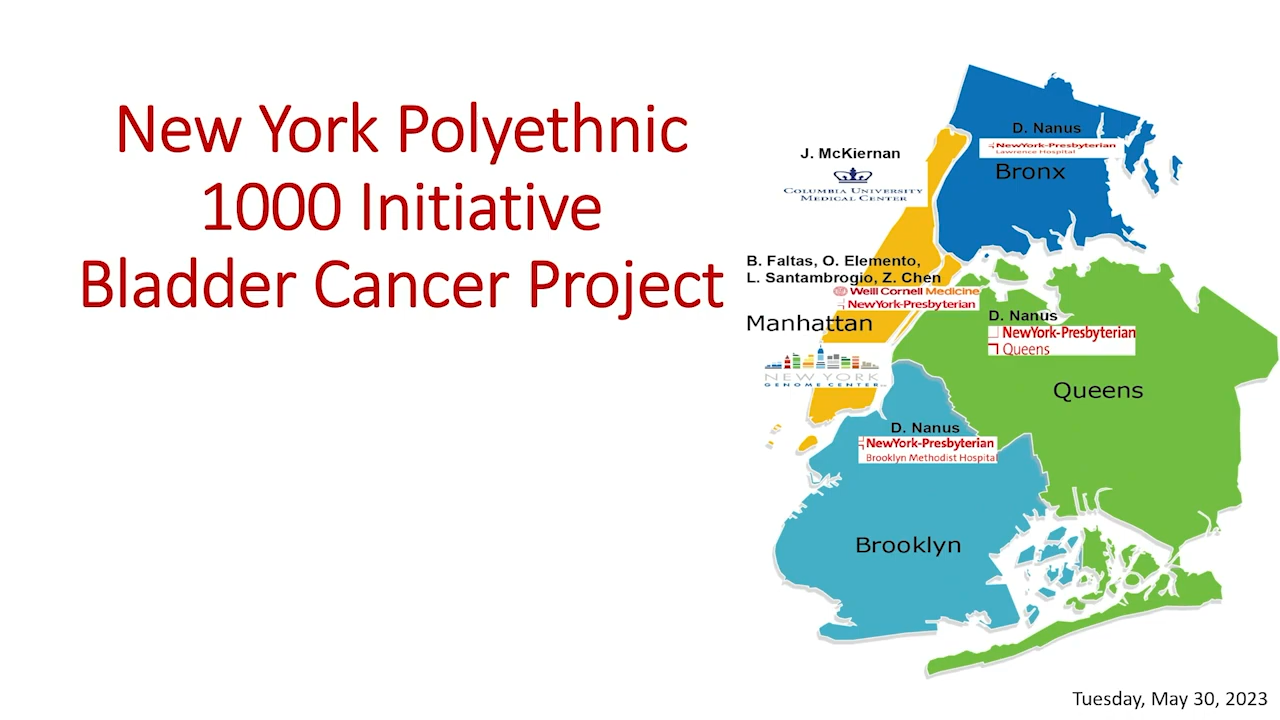 New York Polyethnic
1000 Initiative
Bladder Cancer Project
D. Nanus
NewYork-Presbyterian
Lawrence Hospital
Bronx
J. McKiernan
COLUMBIA UNIVERSITY
MEDICAL CENTER
B. Faltas, O. Elemento,
L. Santambrogio, Z. Chen
Weill Cornell Medicine
NewYork-Presbyterian
Manhattan
D. Nanus
NewYork-Presbyterian
Queens
NEW YORK
GENOME CENTER
Queens
D. Nanus
NewYork-Presbyterian
Brooklyn Methodist Hospital
Brooklyn
Tuesday, May 30, 2023